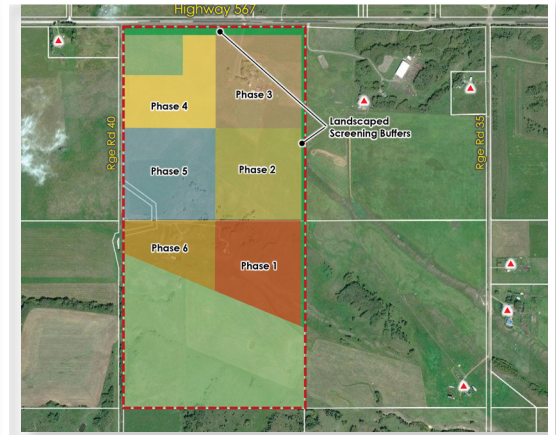 Highway 567
Rge Rd 40
Rge Rd 35
Phase 3
Phase 4
Landscaped
Screening Buffers
Phase 5
Phase 2
Phase 6
Phase 1